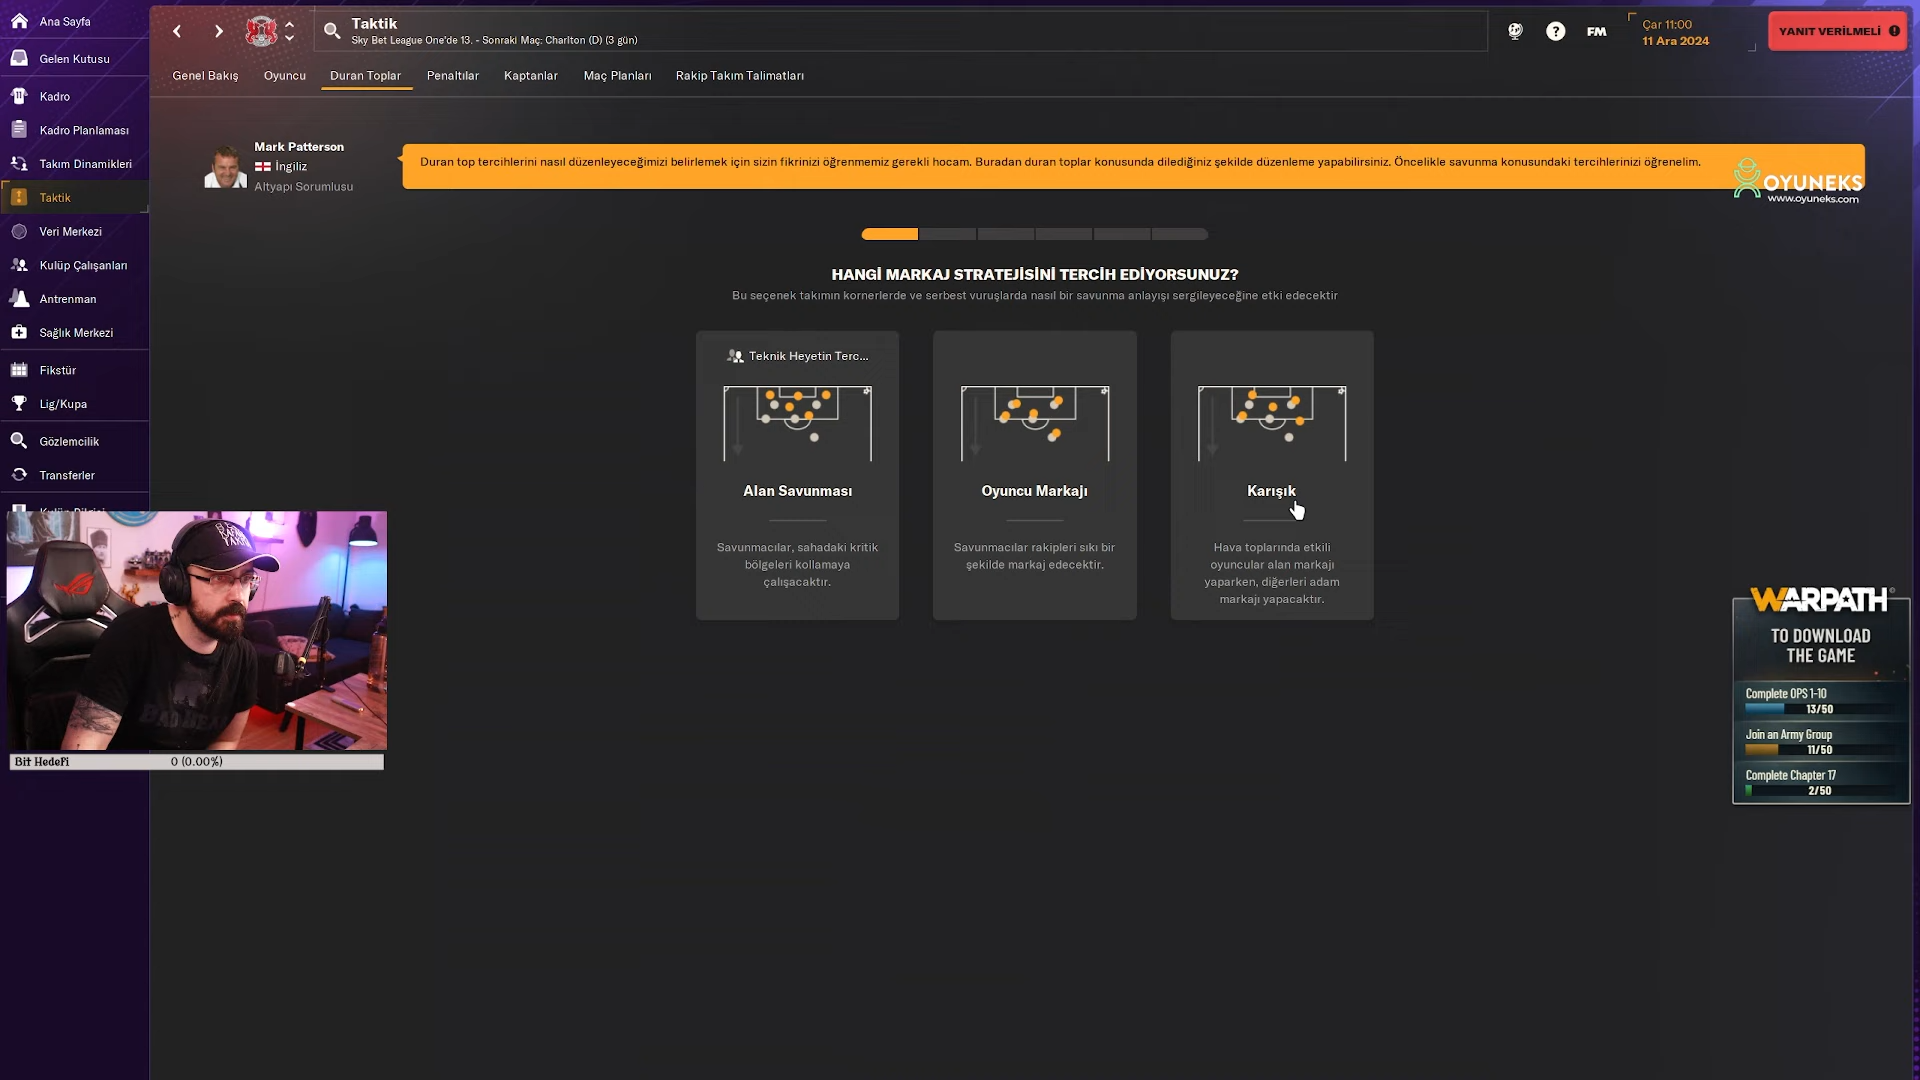 Ana Sayfa
Gelen Kutusu
Kadro
Kadro Planlaması
Takım Dinamikleri
Taktik
Veri Merkezi
Kulüp Çalışanları
Antrenman
Sağlık Merkezi
Fikstür
Lig/Kupa
Gözlemcilik
Transferler
Taktik
Sky Bet League One'de 13. - Sonraki Maç: Charlton (D) (3 gün)
FM
Çar 11:00
11 Ara 2024
YANIT VERİLMELİ
Genel Bakış
Oyuncu
Duran Toplar
Penaltılar
Kaptanlar
Maç Planları
Rakip Takım Talimatları
Mark Patterson
İngiliz
Altyapı Sorumlusu
Duran top tercihlerini nasıl düzenleyeceğimizi belirlemek için sizin fikrinizi öğrenmemiz gerekli hocam. Buradan duran toplar konusunda dilediğiniz şekilde düzenleme yapabilirsiniz. Öncelikle savunma konusundaki tercihlerinizi öğrenelim.
OYUNEKS
www.oyuneks.com
HANGİ MARKAJ STRATEJİSİNİ TERCİH EDİYORSUNUZ?
Bu seçenek takımın kornerlerde ve serbest vuruşlarda nasıl bir savunma anlayışı sergileyeceğine etki edecektir
Teknik Heyetin Terc...
Alan Savunması
Savunmacılar, sahadaki kritik
bölgeleri kollamaya
çalışacaktır.
Oyuncu Markajı
Savunmacılar rakipleri sıkı bir
şekilde markaj edecektir.
Karışık
Hava toplarında etkili
oyuncular alan markajı
yaparken, diğerleri adam
markajı yapacaktır.
Bit Hedefi
0 (0.00%)
WARPATH
TO DOWNLOAD
THE GAME
Complete OPS 1-10
13/50
Join an Army Group
11/50
Complete Chapter 17
2/50